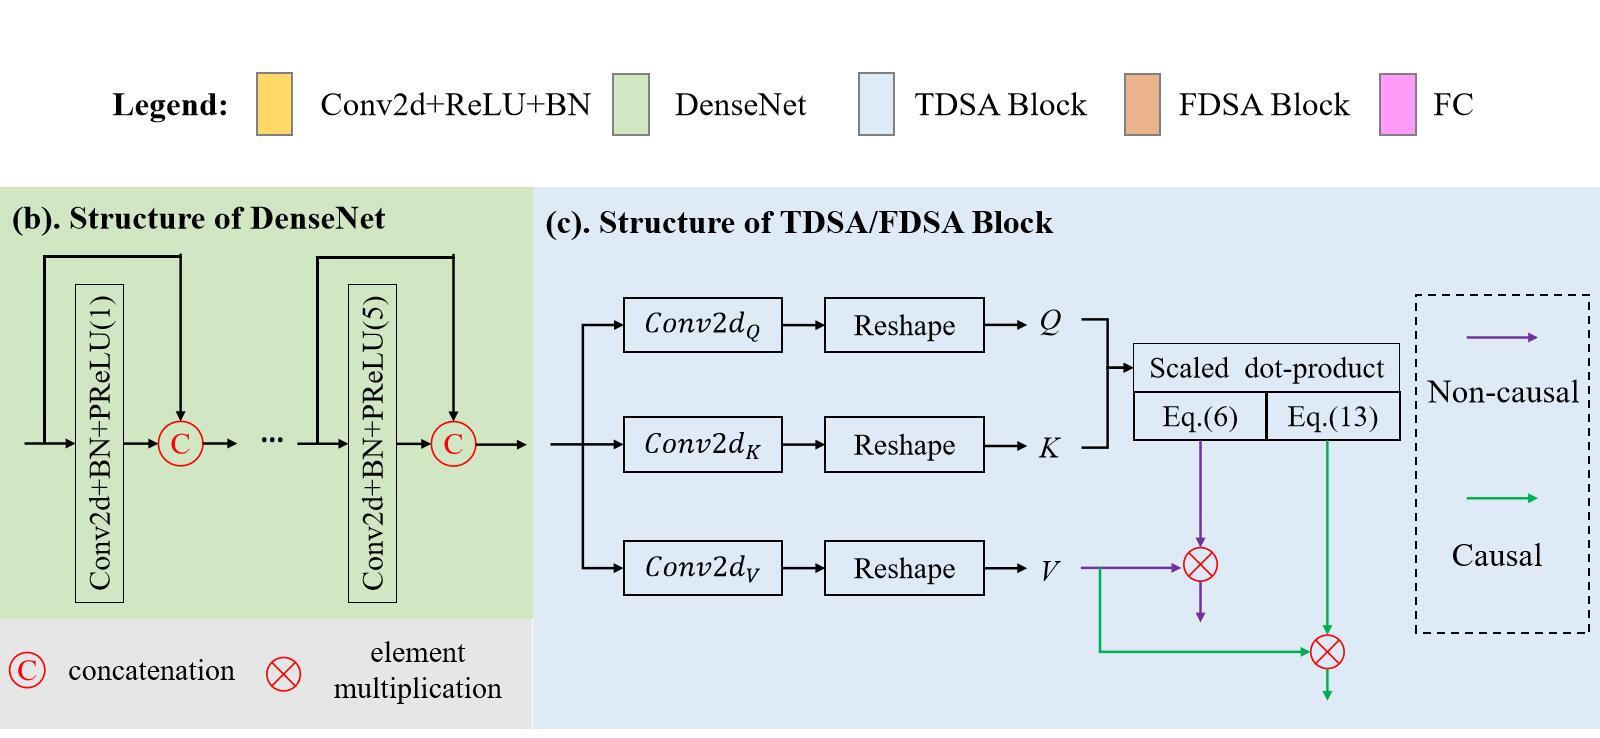 Legend: Conv2d+ReLU+BN DenseNet TDSA Block FDSA Block FC
(b). Structure of DenseNet
Conv2d+BN+PReLU(1)
C
...
Conv2d+BN+PReLU(5)
C
C concatenation
element
multiplication
(c). Structure of TDSA/FDSA Block
Conv2d_Q Reshape Q
Conv2d_K Reshape K
Conv2d_V Reshape V
Scaled dot-product
Eq.(6) Eq.(13)
Non-causal
Causal